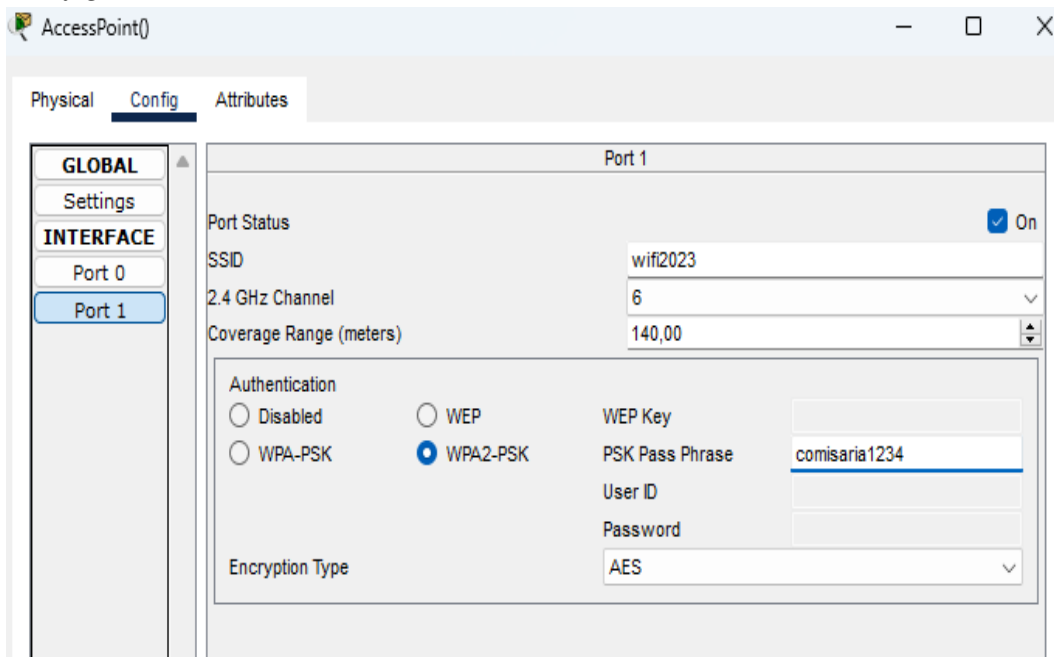 AccessPoint()
Physical Config Attributes
GLOBAL
Settings
INTERFACE
Port 0
Port 1
Port 1
Port Status On
SSID wifi2023
2.4 GHz Channel 6
Coverage Range (meters) 140,00
Authentication
Disabled WEP WEP Key
WPA-PSK WPA2-PSK PSK Pass Phrase comisaria1234
User ID
Password
Encryption Type AES